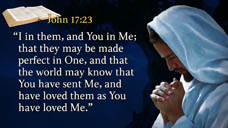 John 17:23
“I in them, and You in Me;
that they may be made
perfect in One, and that
the world may know that
You have sent Me, and
have loved them as You
have loved Me.”